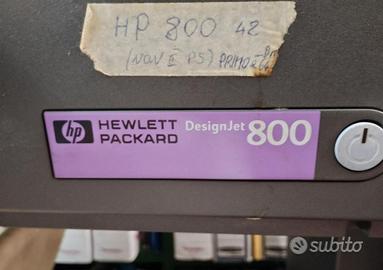 HP 800 42
(NON È PS) PRIMO
hp HEWLETT PACKARD DesignJet 800
subito